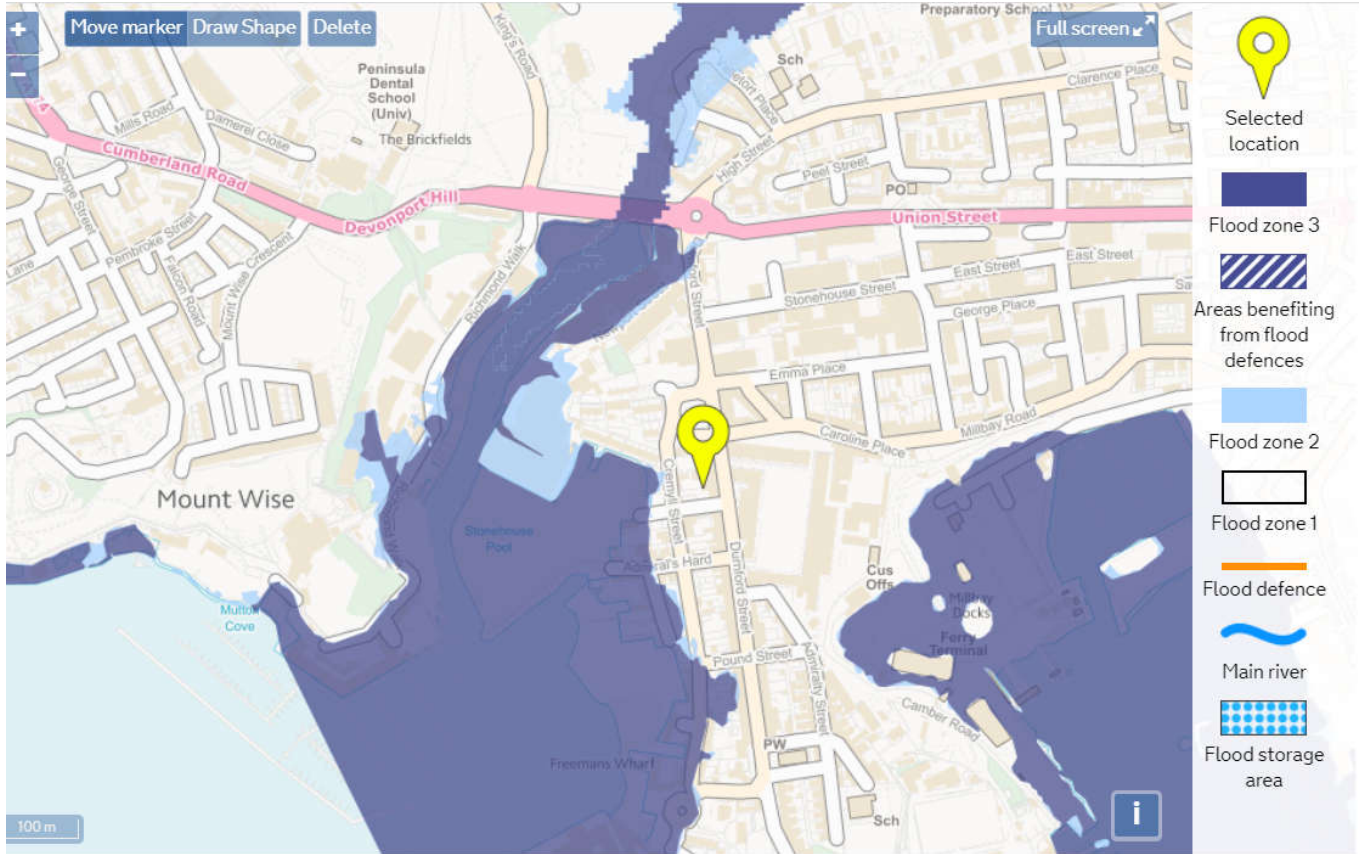 +
Move marker
Draw Shape
Delete
−
Full screen
Preparatory School
Sch
Clarence Place
King's Road
Peninsula
Dental
School
(Univ)
The Brickfields
Mills Road
Damerel Close
George Street
Cumberland Road
Devonport Hill
High Street
Peel Street
PO
Union Street
Pembroke Street
Lane
Falcon Road
Mount Wise Crescent
Richmond Walk
East Street
East Street
Stonehouse Street
George Place
Emma Place
Caroline Place
Millbay Road
Cremyll Street
Mount Wise
Stonehouse
Pool
Admiral's Hard
Durnford Street
Cus
Offs
Millbay
Docks
Ferry
Terminal
Mutton
Cove
Pound Street
Admiralty Street
Camber Road
PW
Freemans Wharf
Sch
100 m
i
Selected
location
Flood zone 3
Areas benefiting
from flood
defences
Flood zone 2
Flood zone 1
Flood defence
Main river
Flood storage
area